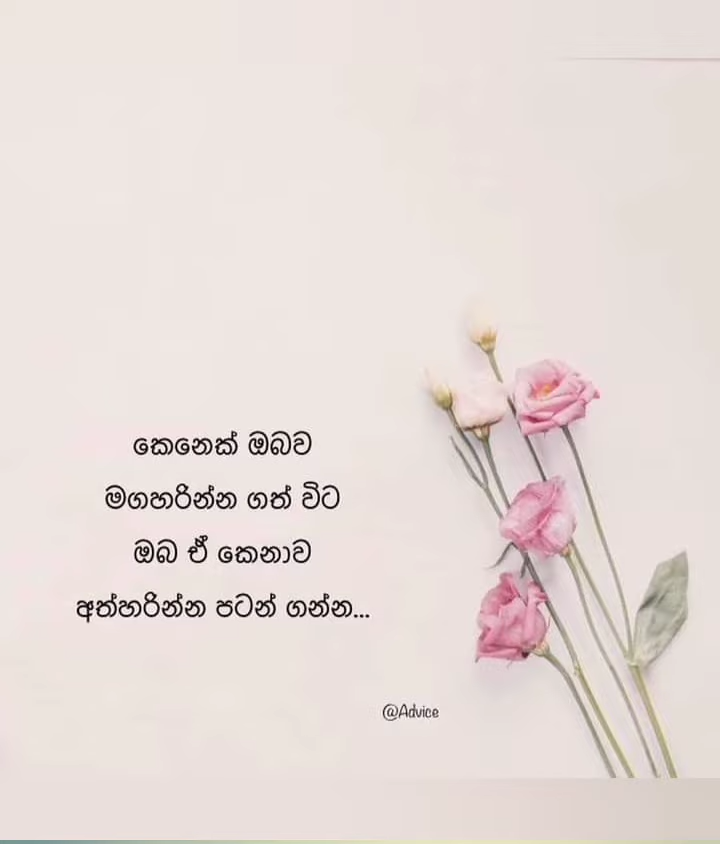 කෙනෙක් ඔබව
මගහරින්න ගත් විට
ඔබ ඒ කෙනාව
අත්හරින්න පටන් ගන්න...
@Advice